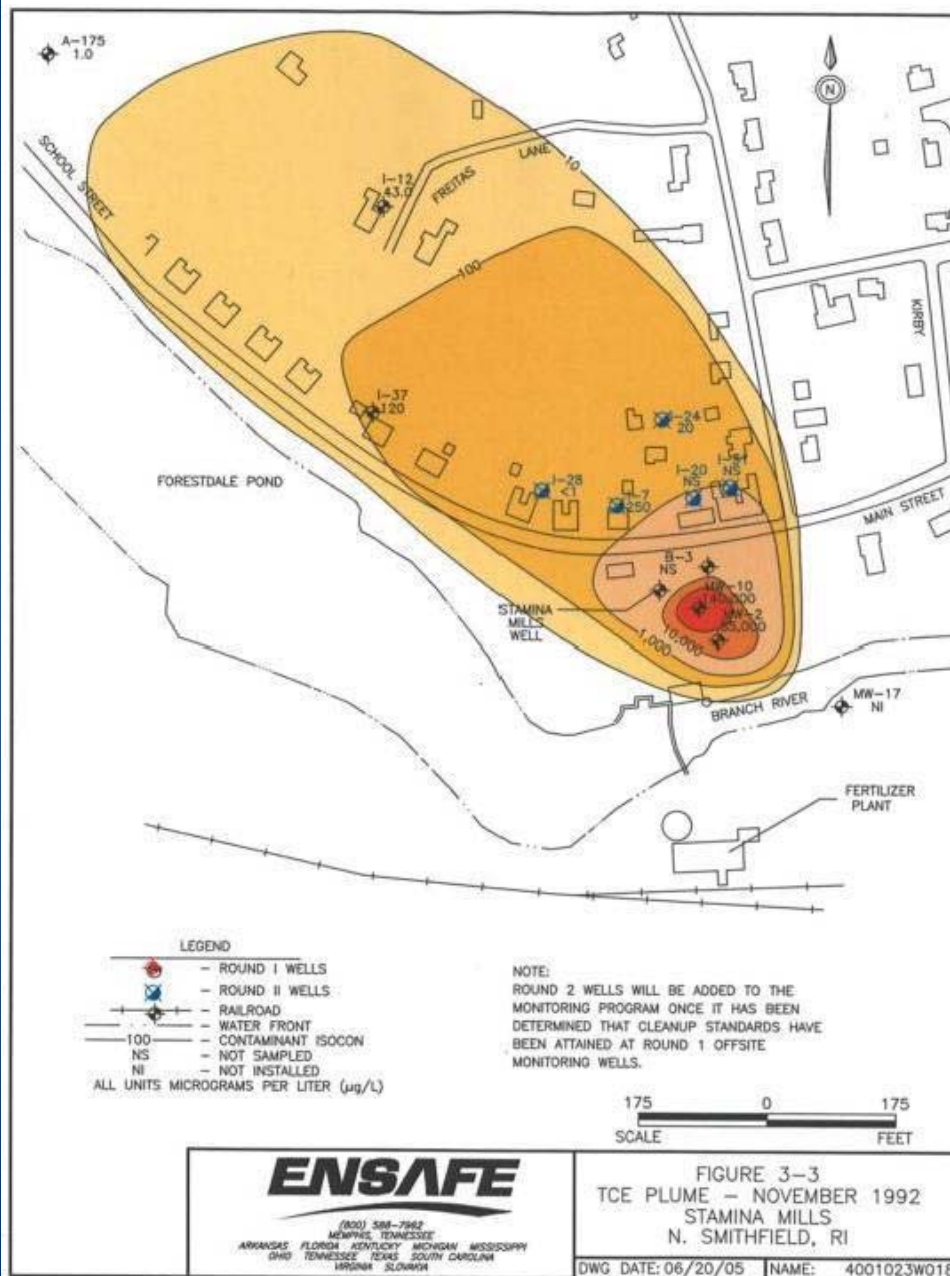 A-175
1.0
SCHOOL STREET
I-12
43.0
FREITAS
LANE
10
N
100
KIRBY
I-37
120
I-24
20
I-28
<1
I-7
250
I-20
NS
NS
FORESTDALE POND
MAIN STREET
B-3
NS
STAMINA
MILLS
WELL
MW-10
MW-2
1,000
10,000
BRANCH RIVER
MW-17
NI
FERTILIZER
PLANT
LEGEND
- ROUND I WELLS
- ROUND II WELLS
- RAILROAD
- WATER FRONT
100 - CONTAMINANT ISOCON
NS - NOT SAMPLED
NI - NOT INSTALLED
ALL UNITS MICROGRAMS PER LITER (µg/L)
NOTE:
ROUND 2 WELLS WILL BE ADDED TO THE
MONITORING PROGRAM ONCE IT HAS BEEN
DETERMINED THAT CLEANUP STANDARDS HAVE
BEEN ATTAINED AT ROUND 1 OFFSITE
MONITORING WELLS.
175 0 175
SCALE FEET
ENSAFE
(800) 588-7962
MEMPHIS, TENNESSEE
ARKANSAS FLORIDA KENTUCKY MICHIGAN MISSISSIPPI
OHIO TENNESSEE TEXAS SOUTH CAROLINA
VIRGINIA SLOVAKIA
FIGURE 3-3
TCE PLUME - NOVEMBER 1992
STAMINA MILLS
N. SMITHFIELD, RI
DWG DATE: 06/20/05 NAME: 4001023W019